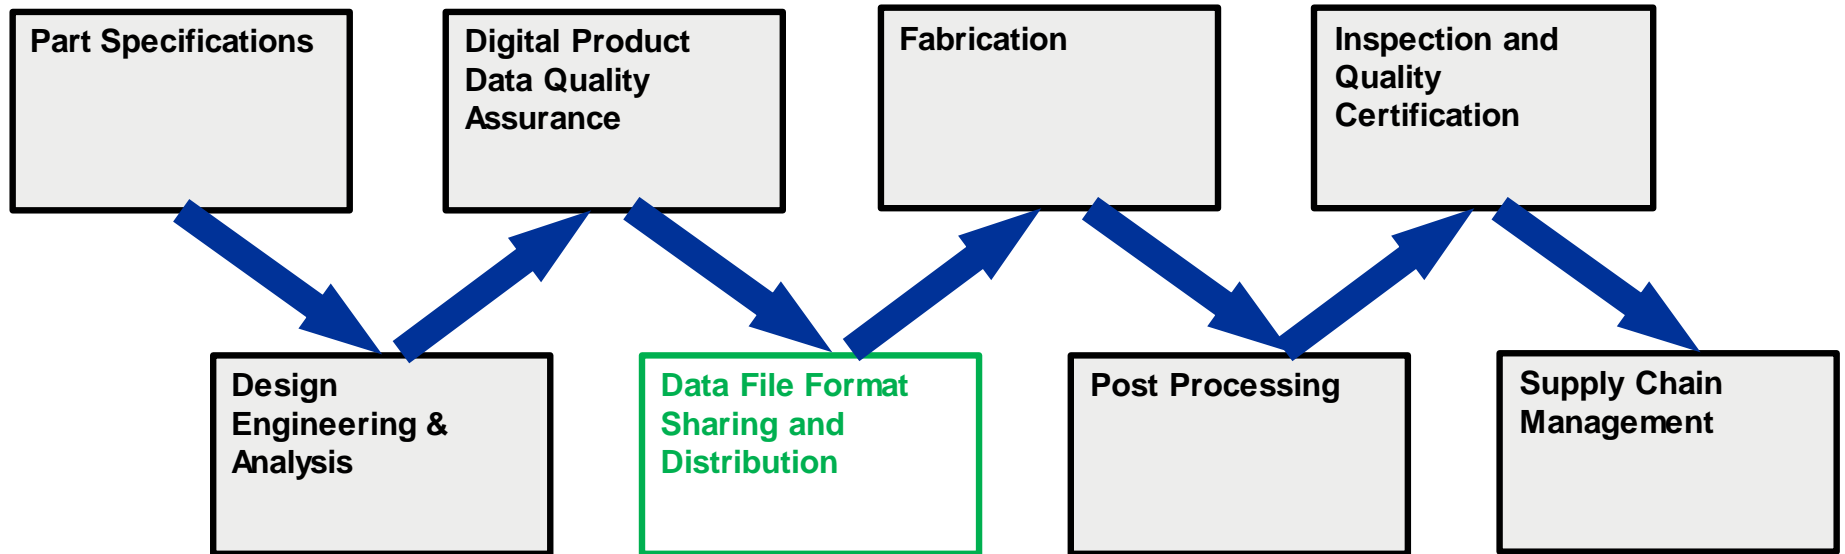 Part Specifications
Design
Engineering &
Analysis
Digital Product
Data Quality
Assurance
Data File Format
Sharing and
Distribution
Fabrication
Post Processing
Inspection and
Quality
Certification
Supply Chain
Management